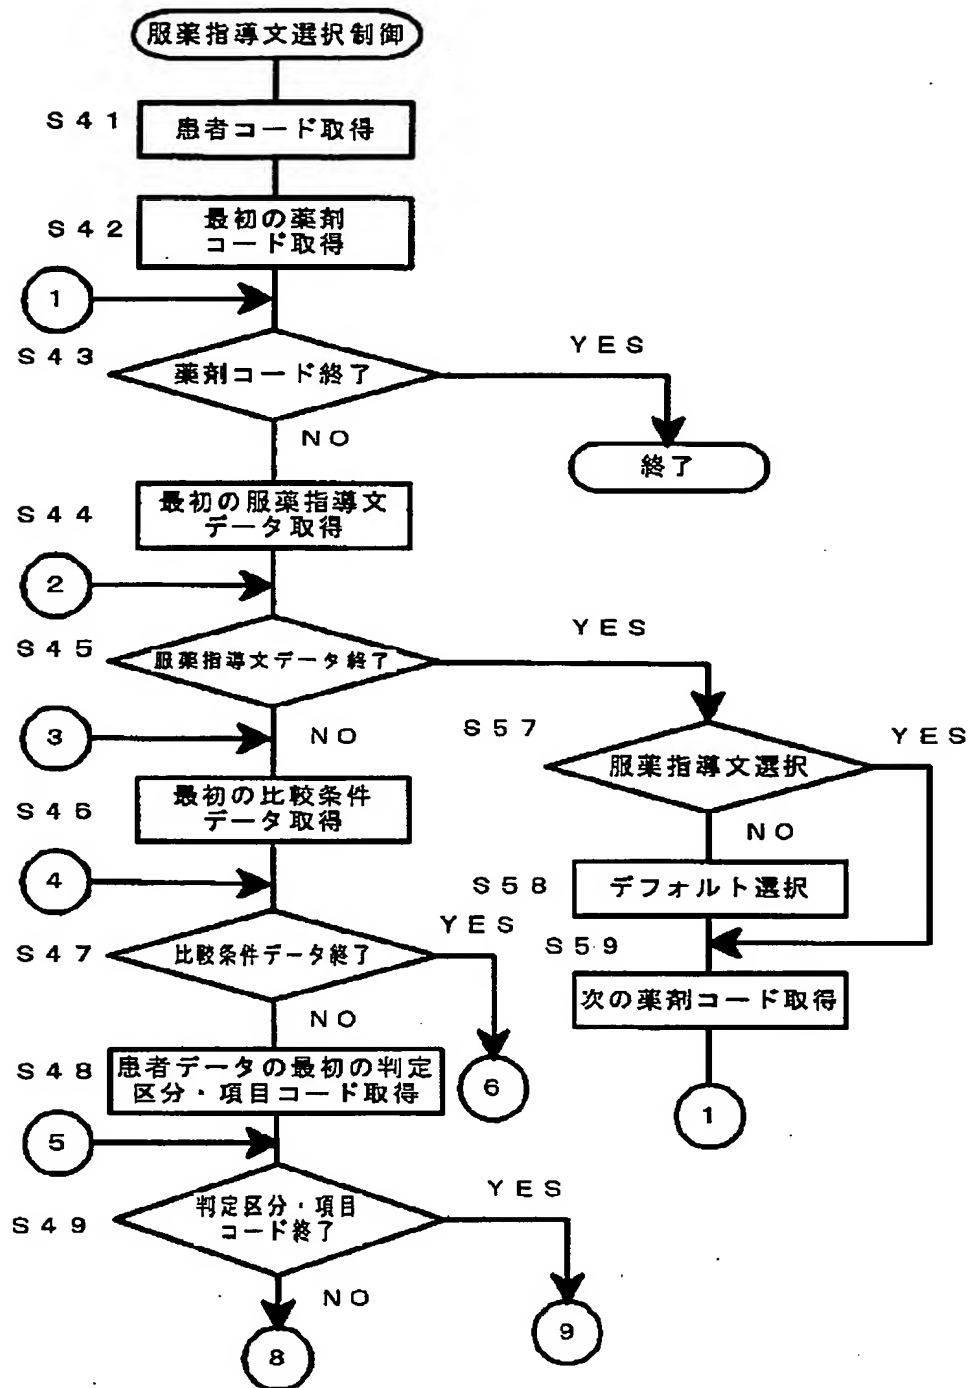 服薬指導文選択制御
S41
患者コード取得
S42
最初の薬剤
コード取得
1
S43
薬剤コード終了
YES
NO
終了
S44
最初の服薬指導文
データ取得
2
S45
服薬指導文データ終了
YES
3
NO
S57
服薬指導文選択
YES
S46
最初の比較条件
データ取得
NO
4
S58
デフォルト選択
S47
比較条件データ終了
YES
S59
次の薬剤コード取得
NO
6
1
S48
患者データの最初の判定
区分・項目コード取得
5
S49
判定区分・項目
コード終了
YES
NO
9
8